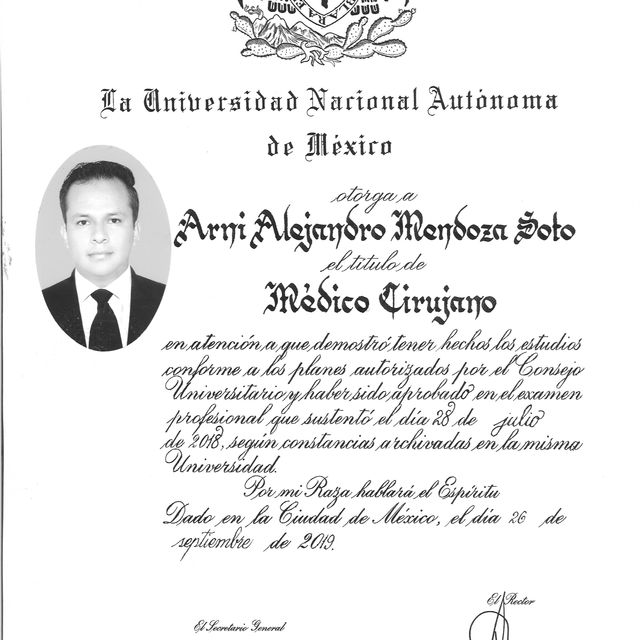 La Universidad Nacional Autónoma
de México
otorga a
Arni Alejandro Mendoza Soto
el título de
Médico Cirujano
en atención a que demostró tener hechos los estudios
conforme a los planes autorizados por el Consejo
Universitario y haber sido aprobado en el examen
profesional que sustentó el día 28 de julio
de 2018, según constancias archivadas en la misma
Universidad.
Por mi Raza hablará el Espíritu
Dado en la Ciudad de México, el día 26 de
septiembre de 2019.
El Rector
El Secretario General